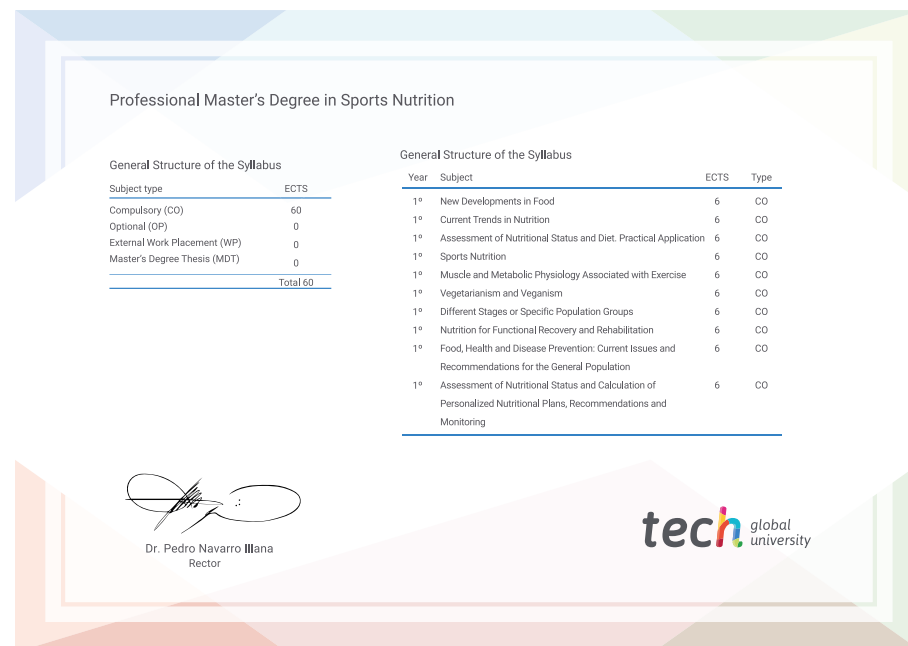 Professional Master's Degree in Sports Nutrition
General Structure of the Syllabus
Subject type ECTS
Compulsory (CO) 60
Optional (OP) 0
External Work Placement (WP) 0
Master's Degree Thesis (MDT) 0
Total 60
General Structure of the Syllabus
Year Subject ECTS Type
1º New Developments in Food 6 CO
1º Current Trends in Nutrition 6 CO
1º Assessment of Nutritional Status and Diet. Practical Application 6 CO
1º Sports Nutrition 6 CO
1º Muscle and Metabolic Physiology Associated with Exercise 6 CO
1º Vegetarianism and Veganism 6 CO
1º Different Stages or Specific Population Groups 6 CO
1º Nutrition for Functional Recovery and Rehabilitation 6 CO
1º Food, Health and Disease Prevention: Current Issues and 6 CO
Recommendations for the General Population
1º Assessment of Nutritional Status and Calculation of 6 CO
Personalized Nutritional Plans, Recommendations and
Monitoring
Dr. Pedro Navarro Illana
Rector
tech global
university